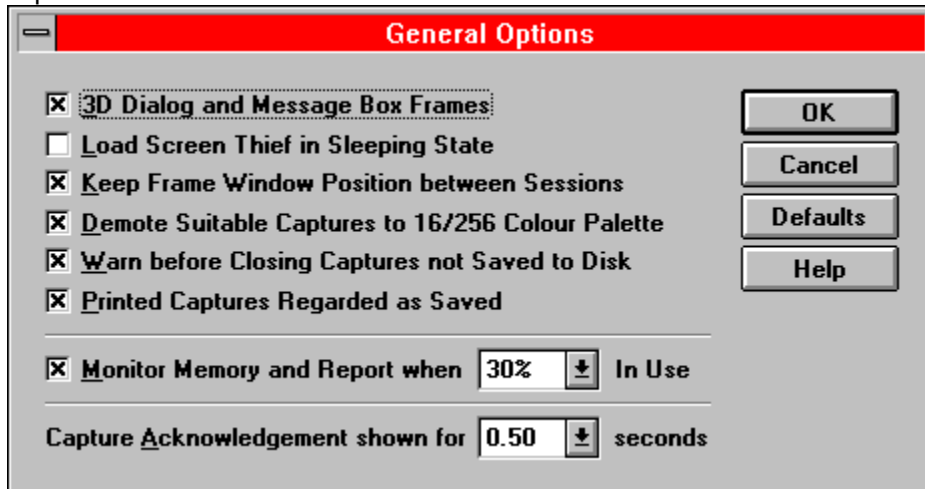 General Options
3D Dialog and Message Box Frames
Load Screen Thief in Sleeping State
Keep Frame Window Position between Sessions
Demote Suitable Captures to 16/256 Colour Palette
Warn before Closing Captures not Saved to Disk
Printed Captures Regarded as Saved
Monitor Memory and Report when 30% In Use
Capture Acknowledgement shown for 0.50 seconds
OK
Cancel
Defaults
Help